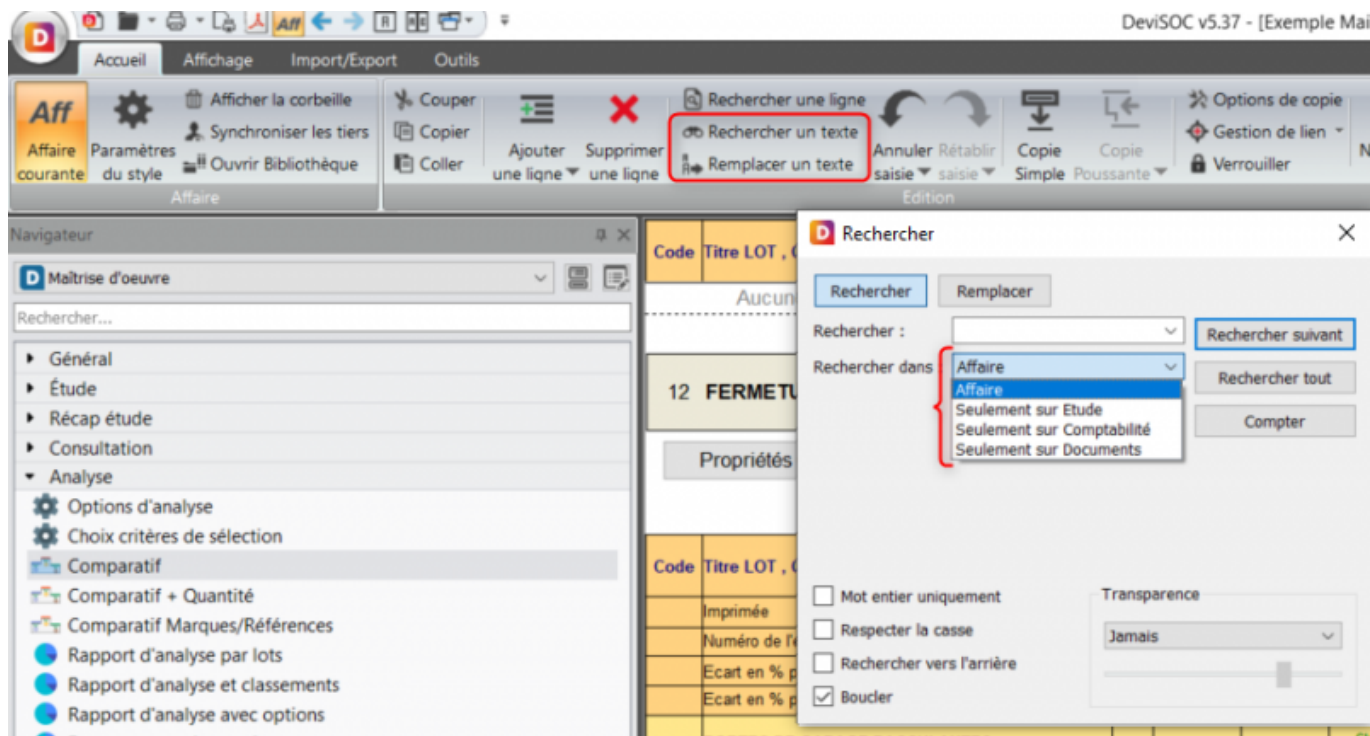 DeviSOC v5.37 - [Exemple Mai
Aff
Accueil Affichage Import/Export Outils
Aff
Affaire courante
Paramètres du style
Afficher la corbeille
Synchroniser les tiers
Ouvrir Bibliothèque
Affaire
Couper
Copier
Coller
Ajouter une ligne
Supprimer une ligne
Rechercher une ligne
Rechercher un texte
Remplacer un texte
Annuler saisie
Rétablir saisie
Copie Simple
Copie Poussante
Options de copie
Gestion de lien
Verrouiller
N
Edition
Navigateur
Maîtrise d'oeuvre
Rechercher...
Général
Étude
Récap étude
Consultation
Analyse
Options d'analyse
Choix critères de sélection
Comparatif
Comparatif + Quantité
Comparatif Marques/Références
Rapport d'analyse par lots
Rapport d'analyse et classements
Rapport d'analyse avec options
Code Titre LOT , 
Aucun
12 FERMETU
Propriétés
Code Titre LOT , 
Imprimée
Numéro de l'
Ecart en % p
Ecart en % p
Rechercher
Rechercher Remplacer
Rechercher :
Rechercher suivant
Rechercher dans : Affaire
Rechercher tout
Affaire
Seulement sur Etude
Seulement sur Comptabilité
Seulement sur Documents
Compter
Mot entier uniquement
Respecter la casse
Rechercher vers l'arrière
Boucler
Transparence
Jamais